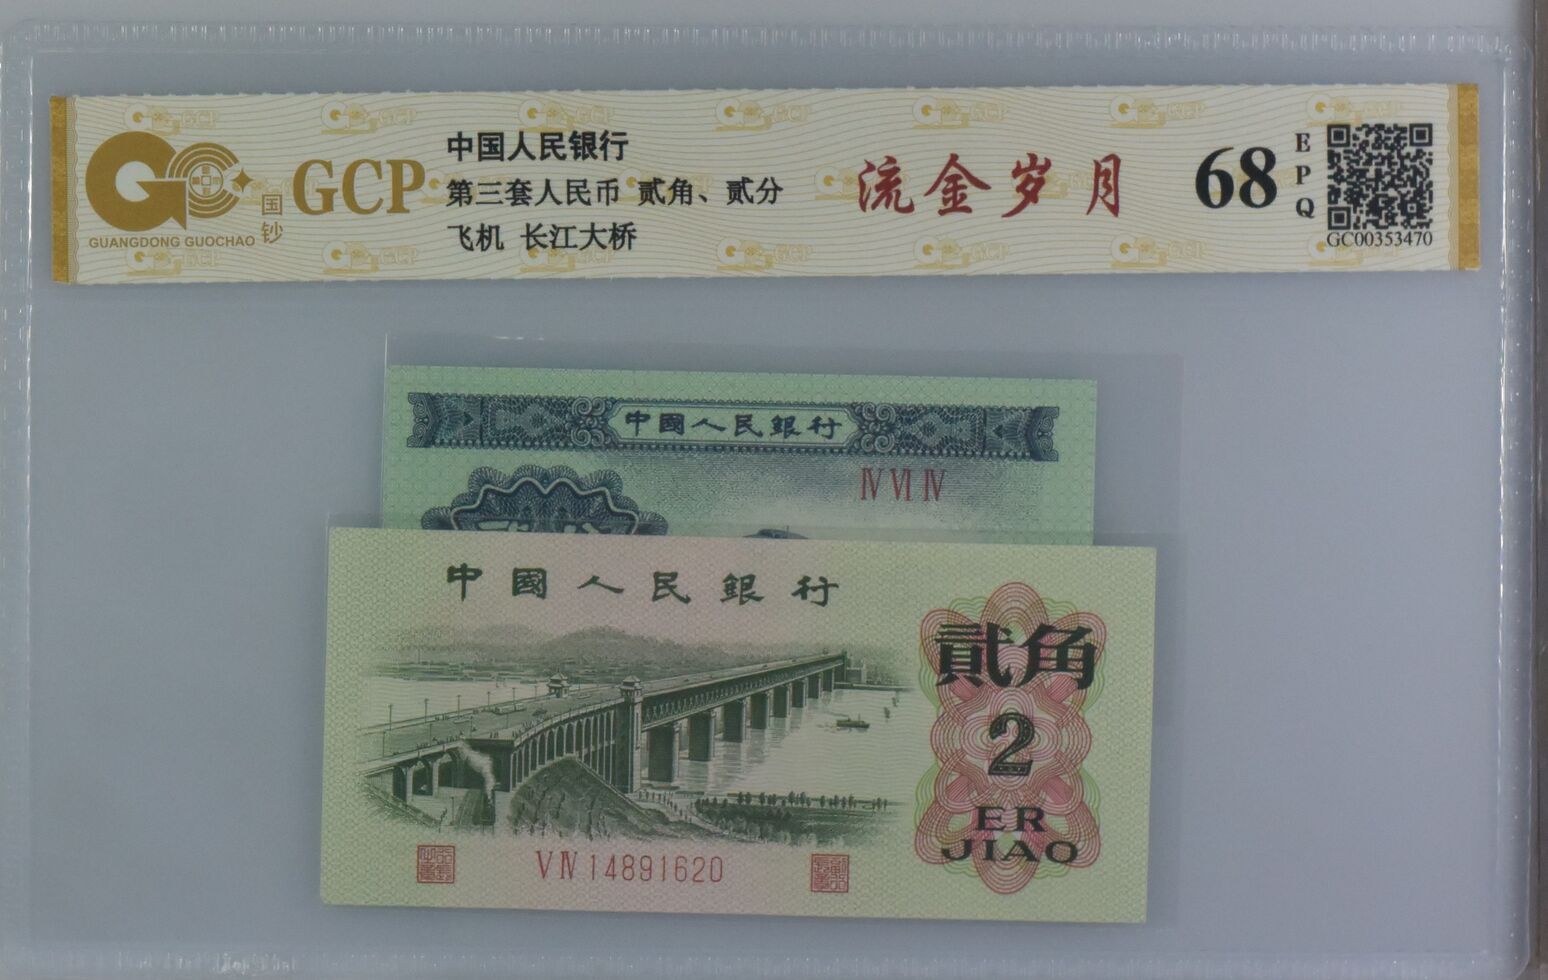 GCP
GUANGDONG GUOCHAO
国钞
中国人民银行
第三套人民币 贰角、贰分
飞机 长江大桥
流金岁月
68
EPQ
GC00353470
中國人民銀行
Ⅳ Ⅵ Ⅳ
中國人民銀行
貳角
2
ER
JIAO
Ⅴ Ⅳ 14891620